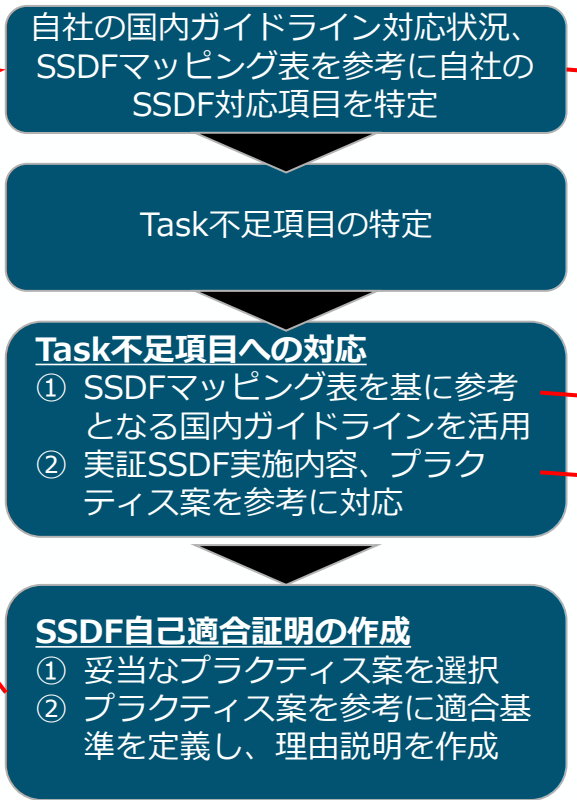 自社の国内ガイドライン対応状況、
SSDFマッピング表を参考に自社の
SSDF対応項目を特定
Task不足項目の特定
Task不足項目への対応
① SSDFマッピング表を基に参考
となる国内ガイドラインを活用
② 実証SSDF実施内容、プラク
ティス案を参考に対応
SSDF自己適合証明の作成
① 妥当なプラクティス案を選択
② プラクティス案を参考に適合基
準を定義し、理由説明を作成